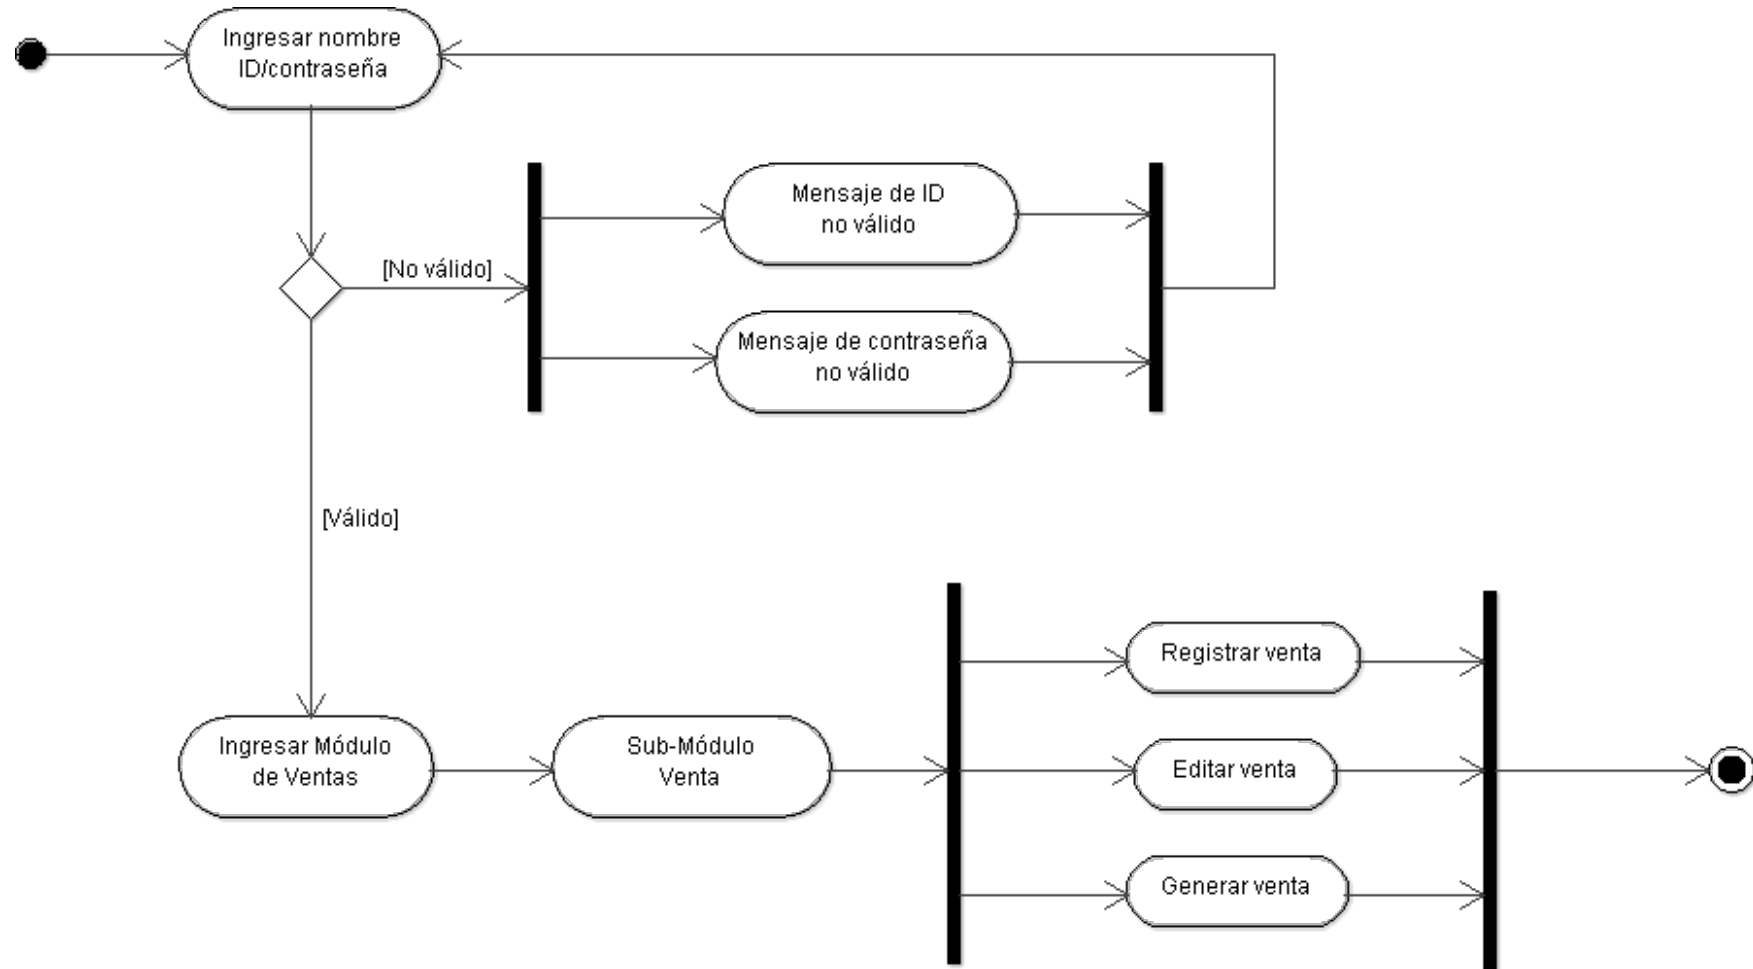 Ingresar nombre
ID/contraseña
Mensaje de ID
no válido
[No válido]
Mensaje de contraseña
no válido
[Válido]
Registrar venta
Ingresar Módulo
de Ventas
Sub-Módulo
Venta
Editar venta
Generar venta